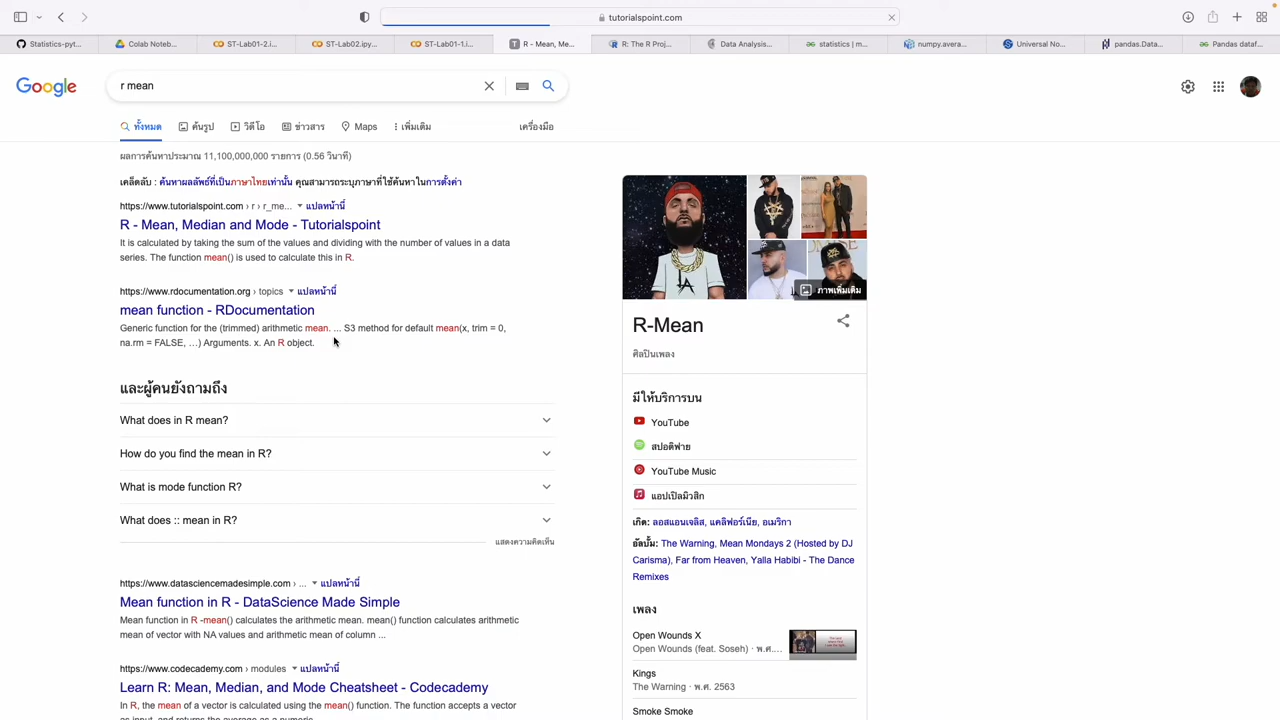 tutorialspoint.com
Statistics-pyt...
Colab Noteb...
ST-Lab01-2.i...
ST-Lab02.ipy...
ST-Lab01-1.i...
R - Mean, Me...
R: The R Proj...
Data Analysis...
statistics | m...
numpy.avera...
Universal No...
pandas.Data...
Pandas dataf...
Google
r mean
ทั้งหมด
ค้นรูป
วิดีโอ
ข่าวสาร
Maps
เพิ่มเติม
เครื่องมือ
ผลการค้นหาประมาณ 11,100,000,000 รายการ (0.56 วินาที)
เคล็ดลับ : ค้นหาผลลัพธ์ที่เป็นภาษาไทยเท่านั้น คุณสามารถระบุภาษาที่ใช้ค้นหาในการตั้งค่า
https://www.tutorialspoint.com › r › r_me... แปลหน้านี้
R - Mean, Median and Mode - Tutorialspoint
It is calculated by taking the sum of the values and dividing with the number of values in a data
series. The function mean() is used to calculate this in R.
https://www.rdocumentation.org › topics แปลหน้านี้
mean function - RDocumentation
Generic function for the (trimmed) arithmetic mean. ... S3 method for default mean(x, trim = 0,
na.rm = FALSE, …) Arguments. x. An R object.
และผู้คนยังถามถึง
What does in R mean?
How do you find the mean in R?
What is mode function R?
What does :: mean in R?
แสดงความคิดเห็น
https://www.datasciencemadesimple.com › ... แปลหน้านี้
Mean function in R - DataScience Made Simple
Mean function in R -mean() calculates the arithmetic mean. mean() function calculates arithmetic
mean of vector with NA values and arithmetic mean of column ...
https://www.codecademy.com › modules แปลหน้านี้
Learn R: Mean, Median, and Mode Cheatsheet - Codecademy
In R, the mean of a vector is calculated using the mean() function. The function accepts a vector
as input, and returns the average as a numeric.
LA
ภาพเพิ่มเติม
R-Mean
ศิลปินเพลง
มีให้บริการบน
YouTube
สปอติฟาย
YouTube Music
แอปเปิลมิวสิก
เกิด: ลอสแอนเจลิส, แคลิฟอร์เนีย, อเมริกา
อัลบั้ม: The Warning, Mean Mondays 2 (Hosted by DJ
Carisma), Far from Heaven, Yalla Habibi - The Dance
Remixes
เพลง
Open Wounds X
Open Wounds (feat. Soseh) · พ.ศ....
Kings
The Warning · พ.ศ. 2563
Smoke Smoke